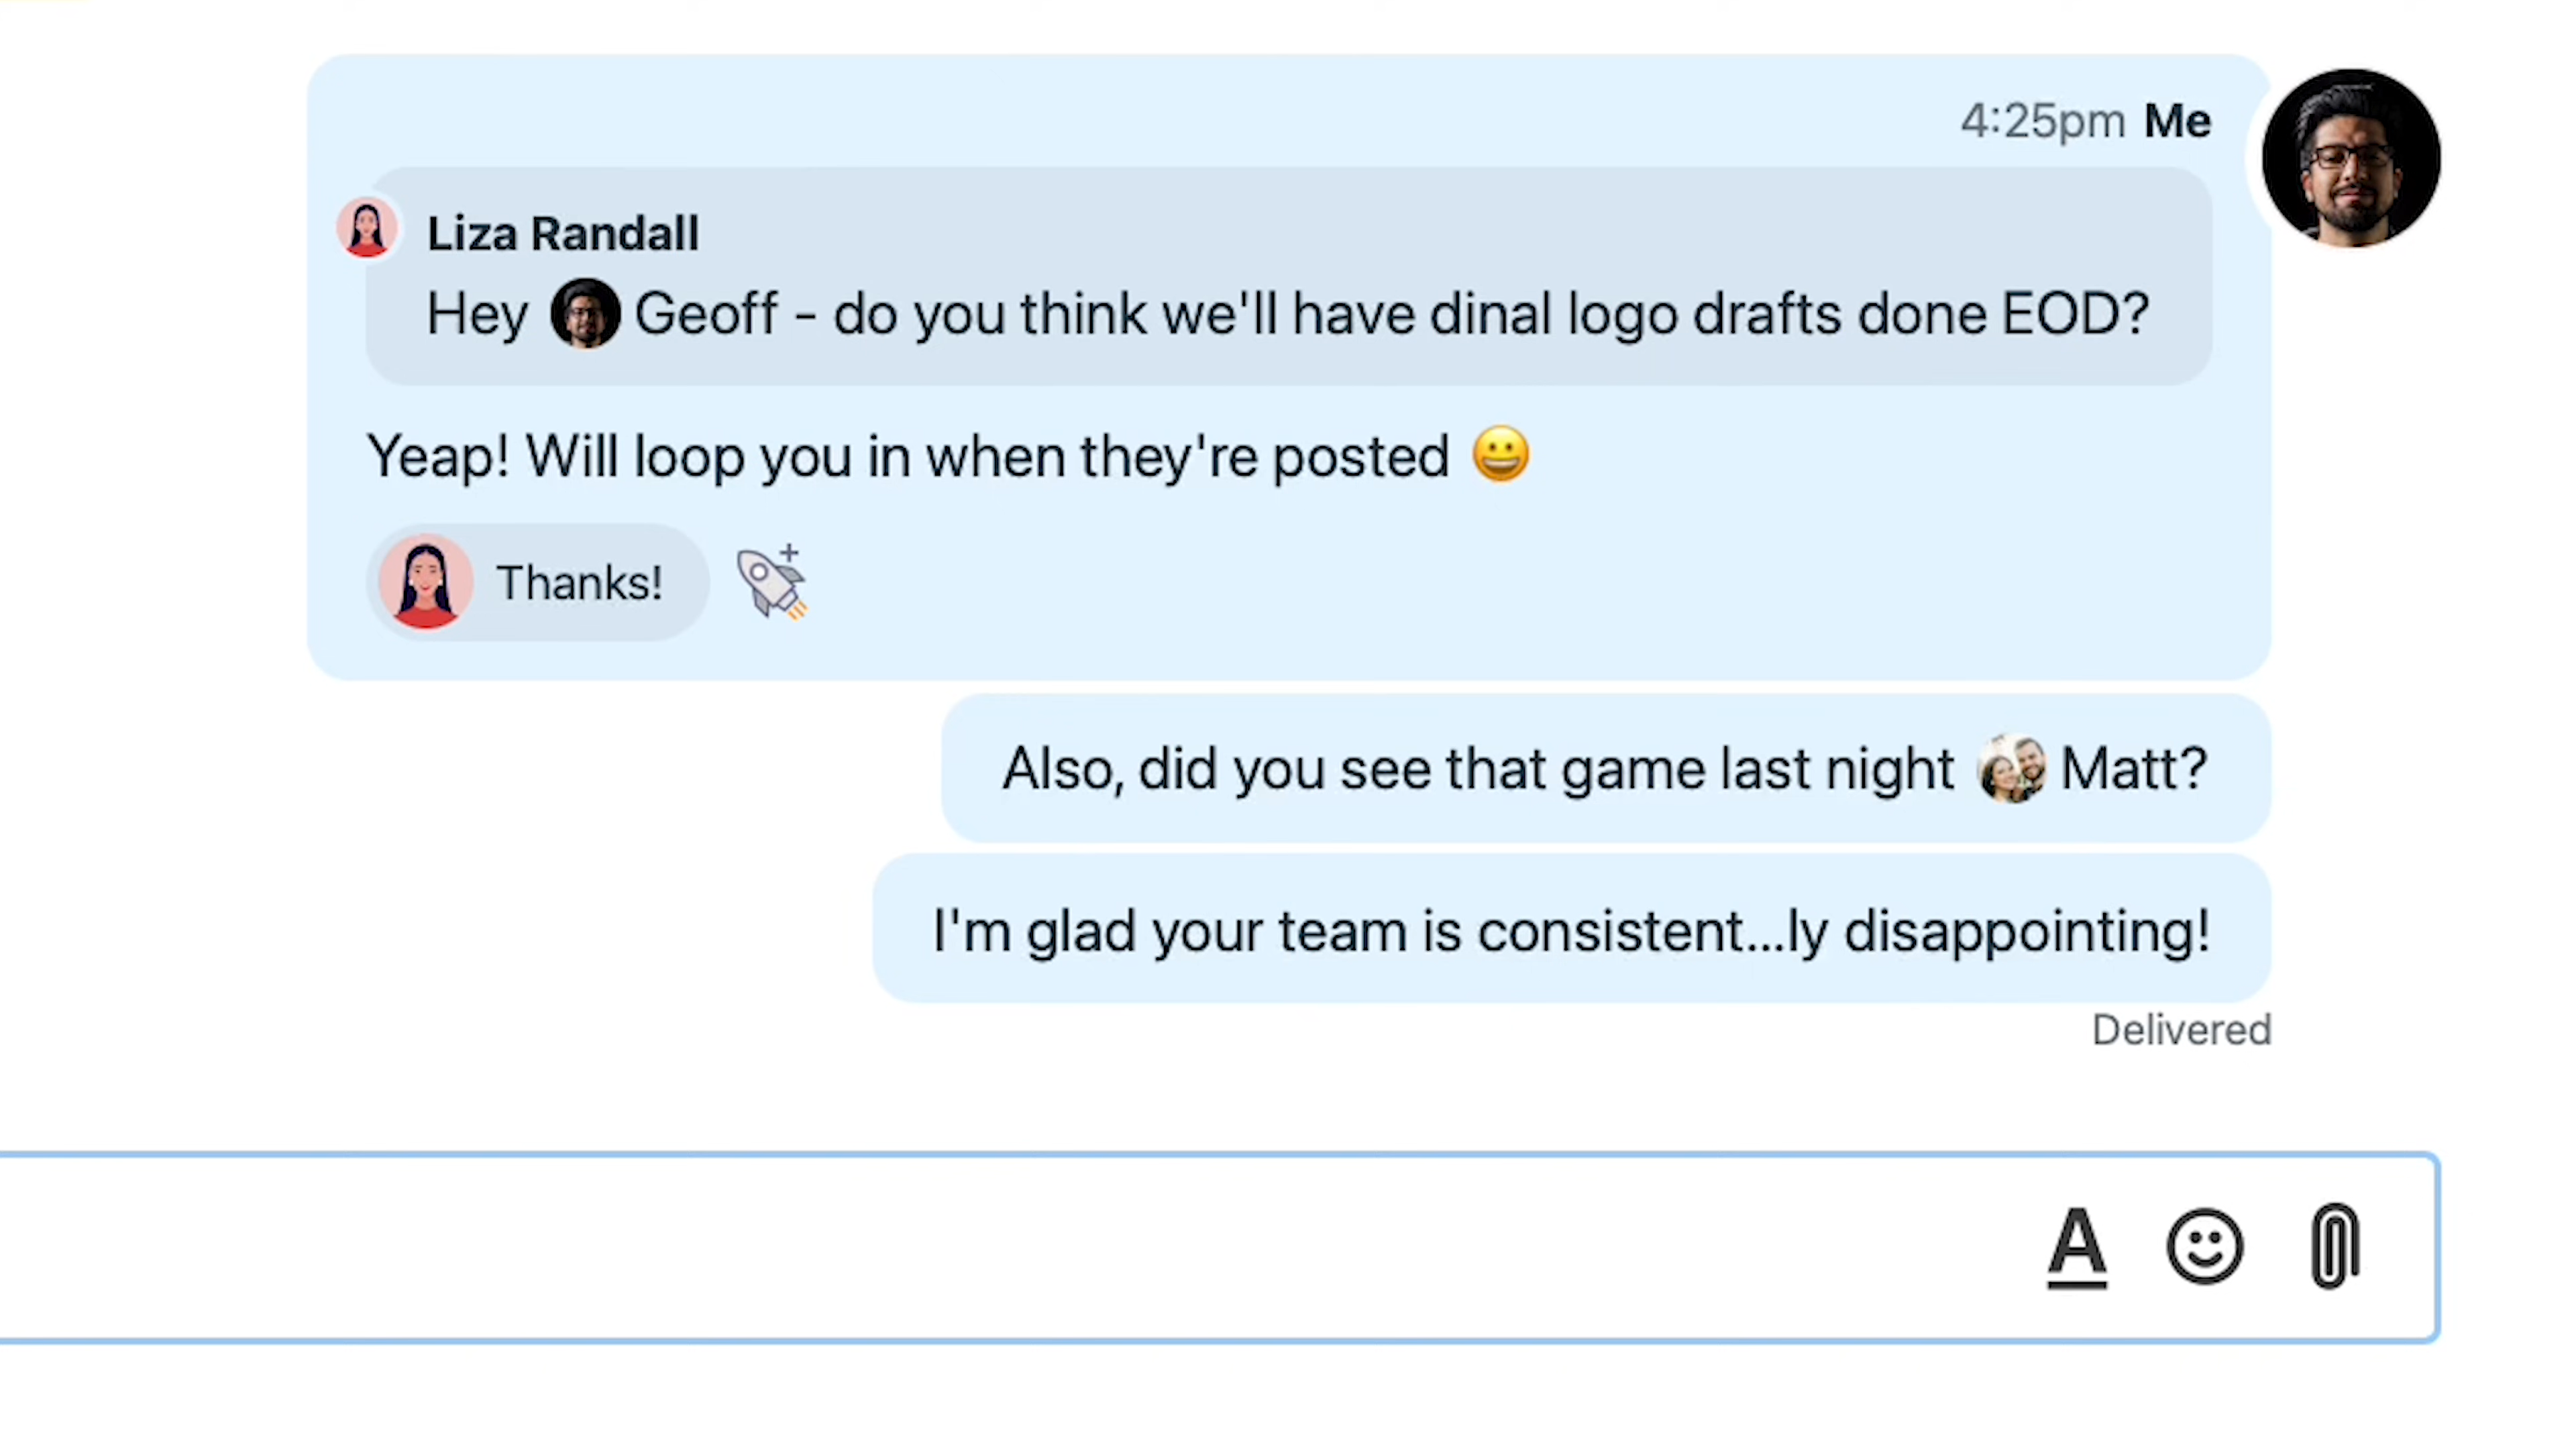 4:25pm Me
Liza Randall
Hey Geoff - do you think we'll have dinal logo drafts done EOD?
Yeap! Will loop you in when they're posted 😀
Thanks!
Also, did you see that game last night Matt?
I'm glad your team is consistent...ly disappointing!
Delivered
A